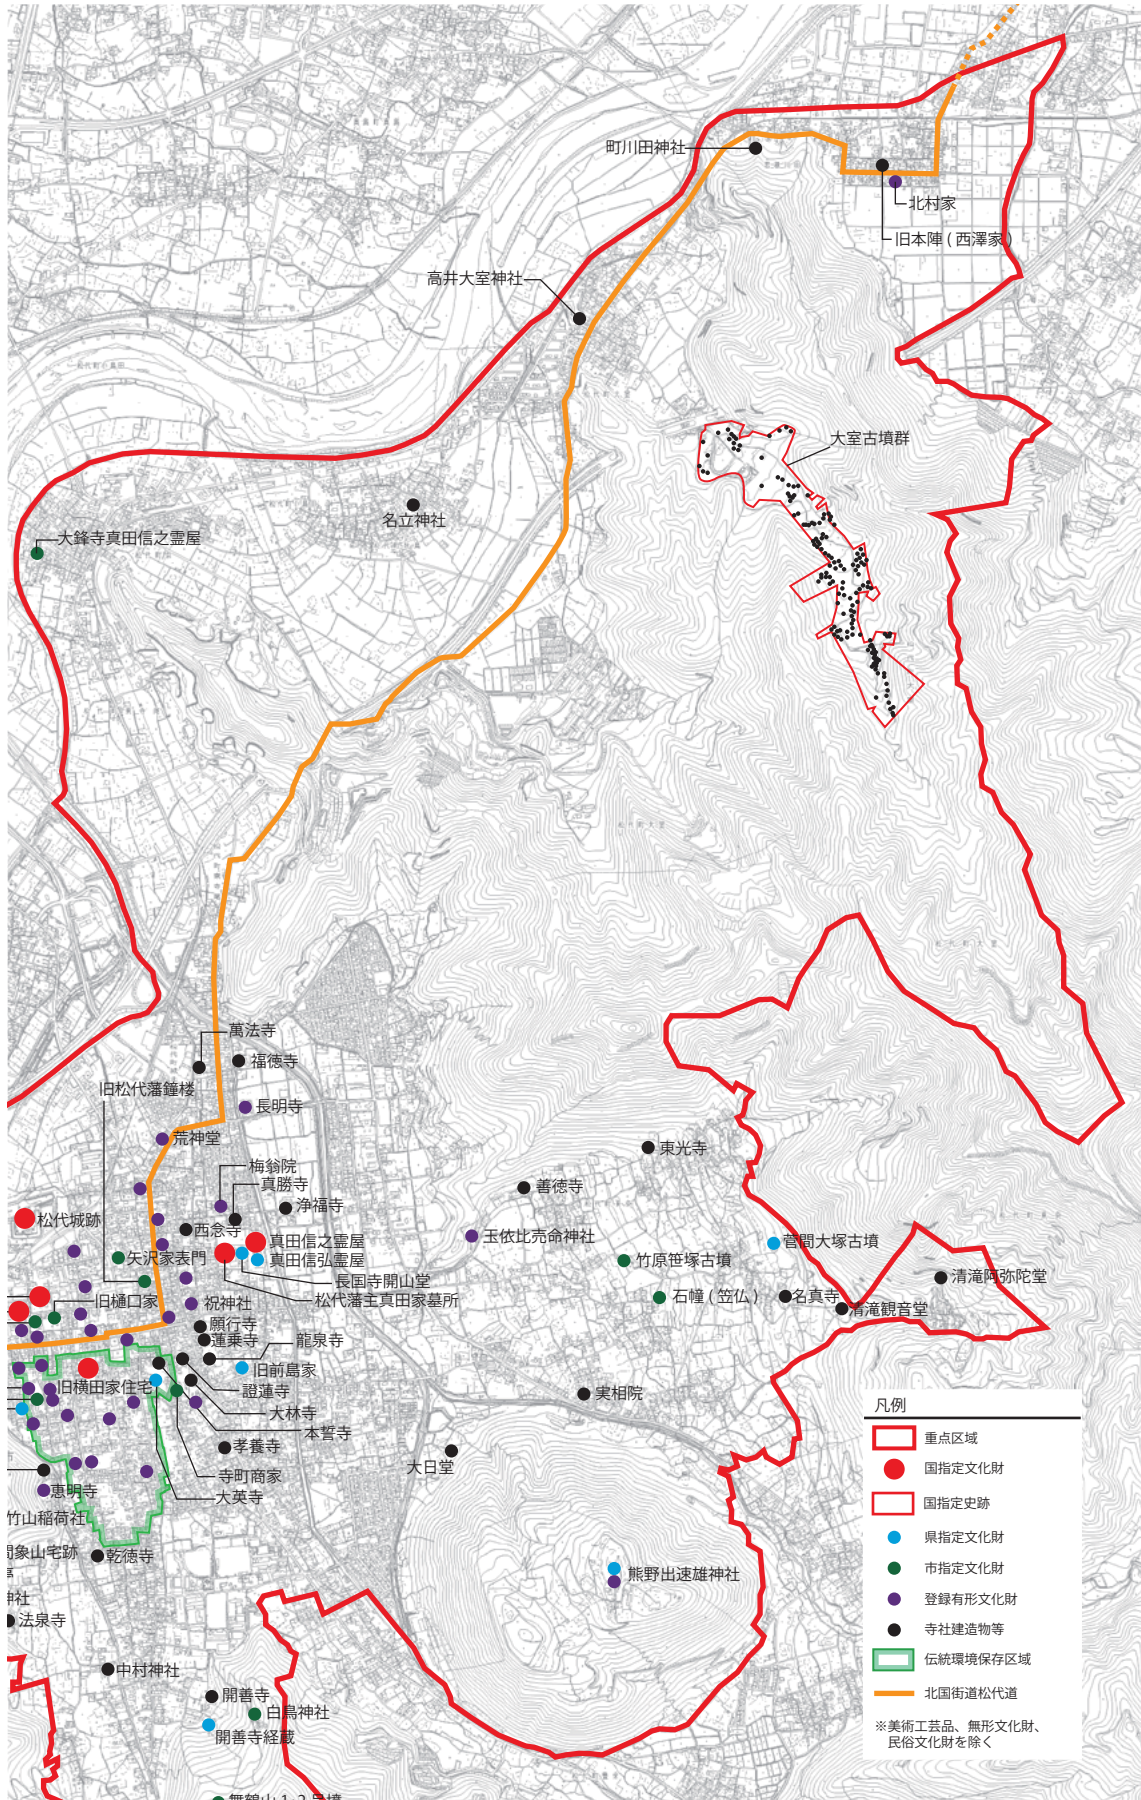 町川田神社
北村家
旧本陣 ( 西澤家 )
高井大室神社
大室古墳群
名立神社
大鋒寺真田信之霊屋
萬法寺
福徳寺
旧松代藩鐘楼
長明寺
荒神堂
東光寺
梅翁院
真勝寺
善徳寺
浄福寺
松代城跡
西念寺
玉依比売命神社
真田信之霊屋
菅間大塚古墳
矢沢家表門
真田信弘霊屋
竹原笹塚古墳
長国寺開山堂
清滝阿弥陀堂
旧樋口家
祝神社
松代藩主真田家墓所
石幢 ( 笠仏 )
名真寺
清滝観音堂
願行寺
蓮乗寺
龍泉寺
旧前島家
旧横田家住宅
證蓮寺
実相院
大林寺
本誓寺
孝養寺
大日堂
寺町商家
恵明寺
大英寺
竹山稲荷社
象山宅跡
乾徳寺
熊野出速雄神社
神社
法泉寺
中村神社
開善寺
白鳥神社
開善寺経蔵
凡例
重点区域
国指定文化財
国指定史跡
県指定文化財
市指定文化財
登録有形文化財
寺社建造物等
伝統環境保存区域
北国街道松代道
※美術工芸品、無形文化財、
民俗文化財を除く